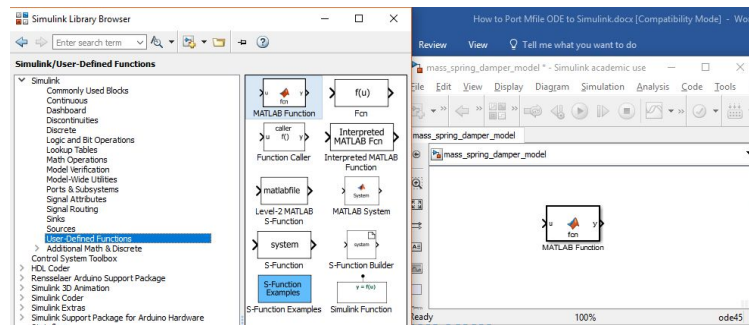 Simulink Library Browser
Enter search term
Simulink/User-Defined Functions
Simulink
Commonly Used Blocks
Continuous
Dashboard
Discontinuities
Discrete
Logic and Bit Operations
Lookup Tables
Math Operations
Model Verification
Model-Wide Utilities
Ports & Subsystems
Signal Attributes
Signal Routing
Sinks
Sources
User-Defined Functions
Additional Math & Discrete
Control System Toolbox
HDL Coder
Rensselaer Arduino Support Package
Simulink 3D Animation
Simulink Coder
Simulink Extras
Simulink Support Package for Arduino Hardware
u fcn y
MATLAB Function
f(u)
Fcn
caller
u f() y
Function Caller
Interpreted
MATLAB Fcn
Interpreted MATLAB
Function
matlabfile
Level-2 MATLAB
S-Function
System
MATLAB System
system
S-Function
system
S-Function Builder
S-Function
Examples
S-Function Examples
y = f(u)
Simulink Function
How to Port Mfile ODE to Simulink.docx [Compatibility Mode] - Wo
Review View Tell me what you want to do
mass_spring_damper_model * - Simulink academic use
File Edit View Display Diagram Simulation Analysis Code Tools
mass_spring_damper_model
mass_spring_damper_model
u fcn y
MATLAB Function
Ready 100% ode45